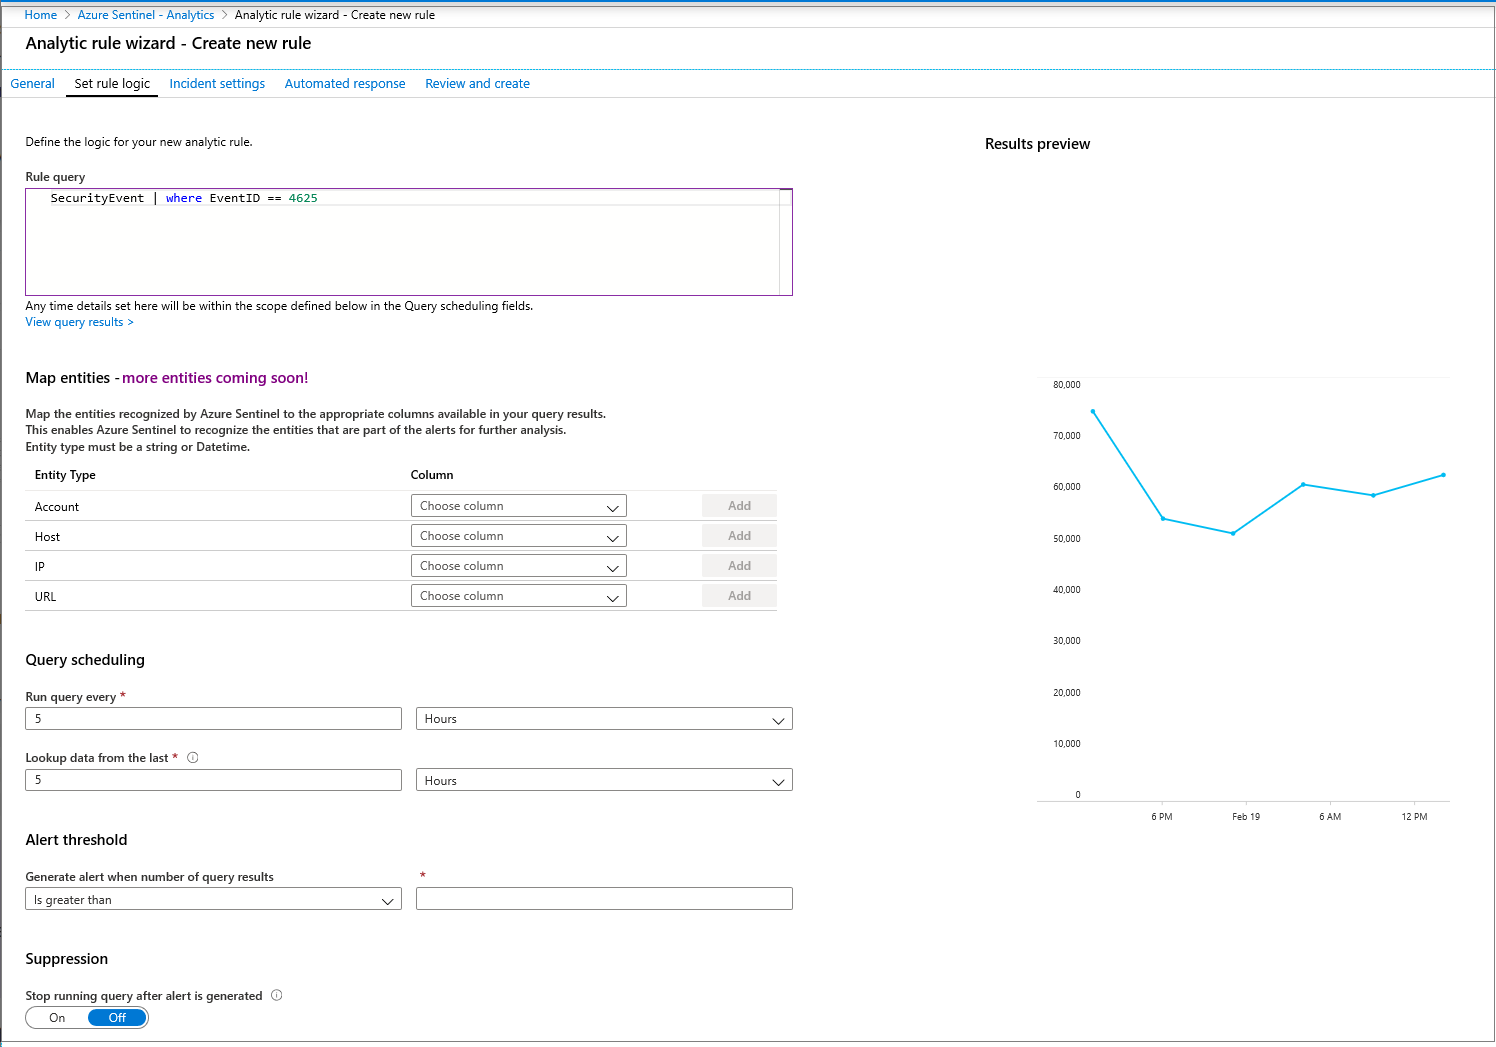 Home > Azure Sentinel - Analytics > Analytic rule wizard - Create new rule
Analytic rule wizard - Create new rule
General Set rule logic Incident settings Automated response Review and create
Define the logic for your new analytic rule.
Rule query
SecurityEvent | where EventID == 4625
Any time details set here will be within the scope defined below in the Query scheduling fields.
View query results >
Map entities - more entities coming soon!
Map the entities recognized by Azure Sentinel to the appropriate columns available in your query results.
This enables Azure Sentinel to recognize the entities that are part of the alerts for further analysis.
Entity type must be a string or Datetime.
Entity Type Column
Account Choose column Add
Host Choose column Add
IP Choose column Add
URL Choose column Add
Query scheduling
Run query every *
5 Hours
Lookup data from the last *
5 Hours
Alert threshold
Generate alert when number of query results *
Is greater than
Suppression
Stop running query after alert is generated
On Off
Results preview
80,000
70,000
60,000
50,000
40,000
30,000
20,000
10,000
0
6 PM Feb 19 6 AM 12 PM